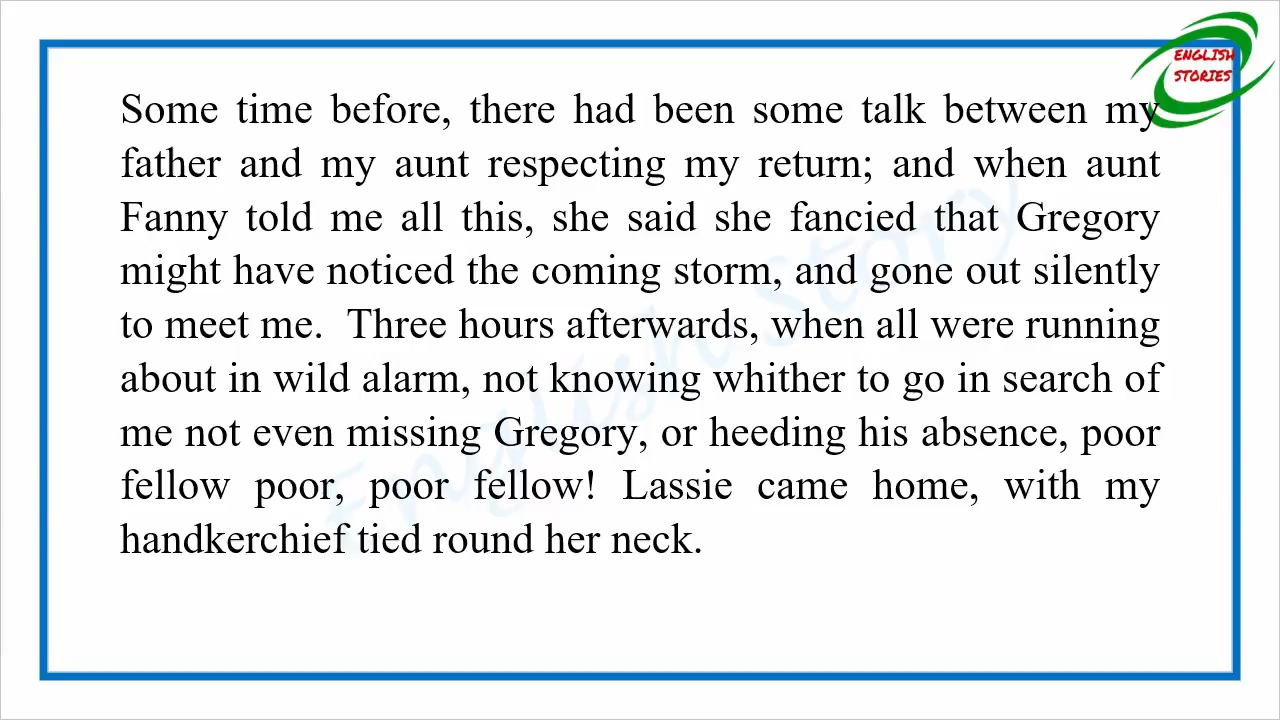 ENGLISH
STORIES
Some time before, there had been some talk between my
father and my aunt respecting my return; and when aunt
Fanny told me all this, she said she fancied that Gregory
might have noticed the coming storm, and gone out silently
to meet me.  Three hours afterwards, when all were running
about in wild alarm, not knowing whither to go in search of
me not even missing Gregory, or heeding his absence, poor
fellow poor, poor fellow! Lassie came home, with my
handkerchief tied round her neck.
English Story